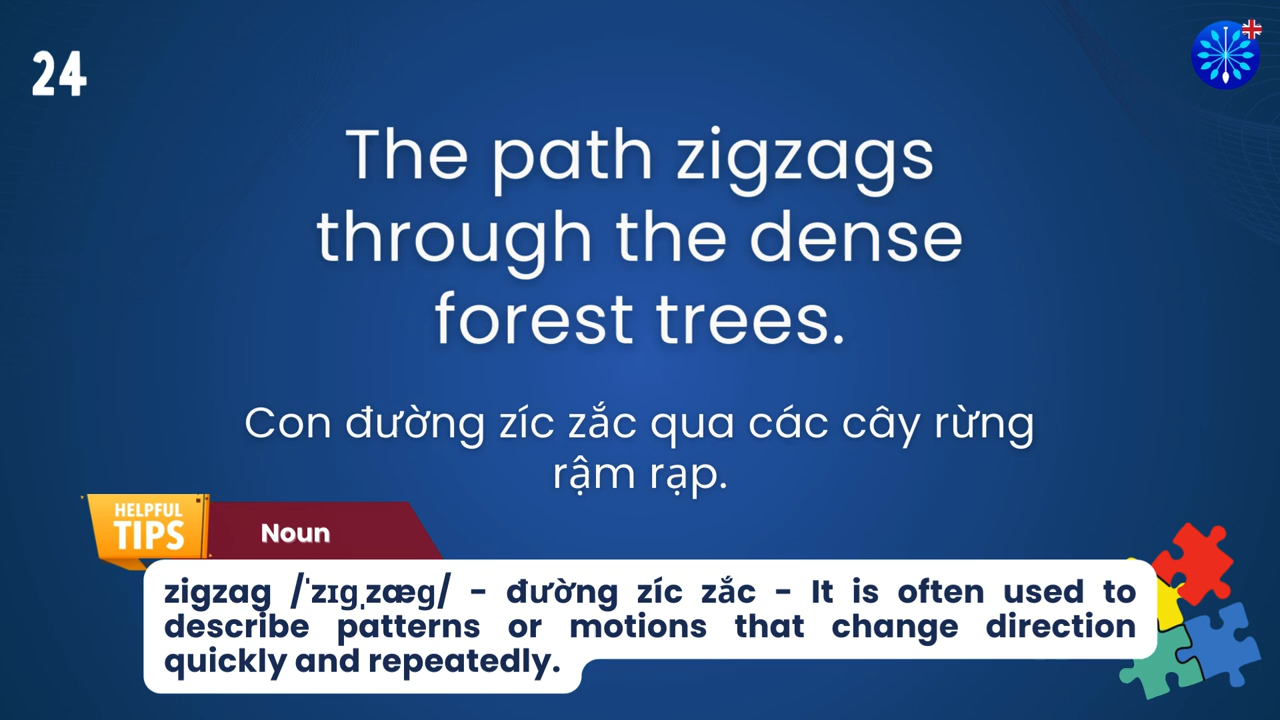 24
The path zigzags
through the dense
forest trees.
Con đường zíc zắc qua các cây rừng
rậm rạp.
HELPFUL
TIPS
Noun
zigzag /ˈzɪɡˌzæɡ/ - đường zíc zắc - It is often used to
describe patterns or motions that change direction
quickly and repeatedly.